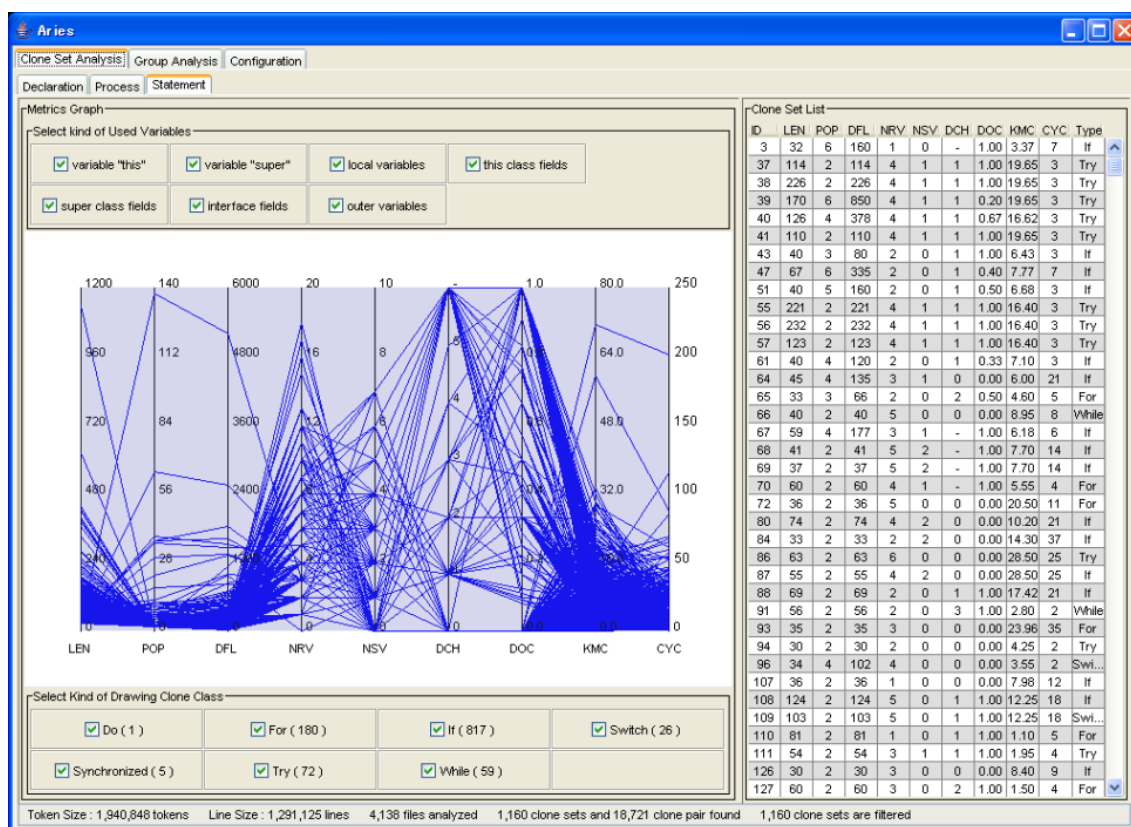 Aries
Clone Set Analysis Group Analysis Configuration
Declaration Process Statement
Metrics Graph
Select kind of Used Variables
variable "this" variable "super" local variables this class fields
super class fields interface fields outer variables
1200 140 6000 20 10 - 1.0 80.0 250
960 112 4800 16 8 5 64.0 200
720 84 3600 12 6 4 48.0 150
3
480 56 2400 8 4 0.4 32.0 100
2
240 28 1200 4 2 1 50
0 0 0 0 0 0 0 0
LEN POP DFL NRV NSV DCH DOC KMC CYC
Select Kind of Drawing Clone Class
Do ( 1 ) For ( 180 ) If ( 817 ) Switch ( 26 )
Synchronized ( 5 ) Try ( 72 ) While ( 59 )
Clone Set List
ID LEN POP DFL NRV NSV DCH DOC KMC CYC Type
3 32 6 160 1 0 - 1.00 3.37 7 If
37 114 2 114 4 1 1 1.00 19.65 3 Try
38 226 2 226 4 1 1 1.00 19.65 3 Try
39 170 6 850 4 1 1 0.20 19.65 3 Try
40 126 4 378 4 1 1 0.67 16.62 3 Try
41 110 2 110 4 1 1 1.00 19.65 3 Try
43 40 3 80 2 0 1 1.00 6.43 3 If
47 67 6 335 2 0 1 0.40 7.77 7 If
51 40 5 160 2 0 1 0.50 6.68 3 If
55 221 2 221 4 1 1 1.00 16.40 3 Try
56 232 2 232 4 1 1 1.00 16.40 3 Try
57 123 2 123 4 1 1 1.00 16.40 3 Try
61 40 4 120 2 0 1 0.33 7.10 3 If
64 45 4 135 3 1 0 0.00 6.00 21 If
65 33 3 66 2 0 2 0.50 4.60 5 For
66 40 2 40 5 0 0 0.00 8.95 8 While
67 59 4 177 3 1 - 1.00 6.18 6 If
68 41 2 41 5 2 - 1.00 7.70 14 If
69 37 2 37 5 2 - 1.00 7.70 14 If
70 60 2 60 4 1 - 1.00 5.55 4 For
72 36 2 36 5 0 0 0.00 20.50 11 For
80 74 2 74 4 2 0 0.00 10.20 21 If
84 33 2 33 2 2 0 0.00 14.30 37 If
86 63 2 63 6 0 0 0.00 28.50 25 Try
87 55 2 55 4 2 0 0.00 28.50 25 If
88 69 2 69 2 0 1 1.00 17.42 21 If
91 56 2 56 2 0 3 1.00 2.80 2 While
93 35 2 35 3 0 0 0.00 23.96 35 For
94 30 2 30 2 0 0 0.00 4.25 2 Try
96 34 4 102 4 0 0 0.00 3.55 2 Swi...
107 36 2 36 1 0 0 0.00 7.98 12 If
108 124 2 124 5 0 1 1.00 12.25 18 If
109 103 2 103 5 0 1 1.00 12.25 18 Swi...
110 81 2 81 1 0 1 1.00 1.10 5 For
111 54 2 54 3 1 1 1.00 1.95 4 Try
126 30 2 30 3 0 0 0.00 8.40 9 If
127 60 2 60 3 0 2 1.00 1.50 4 For
Token Size : 1,940,848 tokens Line Size : 1,291,125 lines 4,138 files analyzed 1,160 clone sets and 18,721 clone pair found 1,160 clone sets are filtered